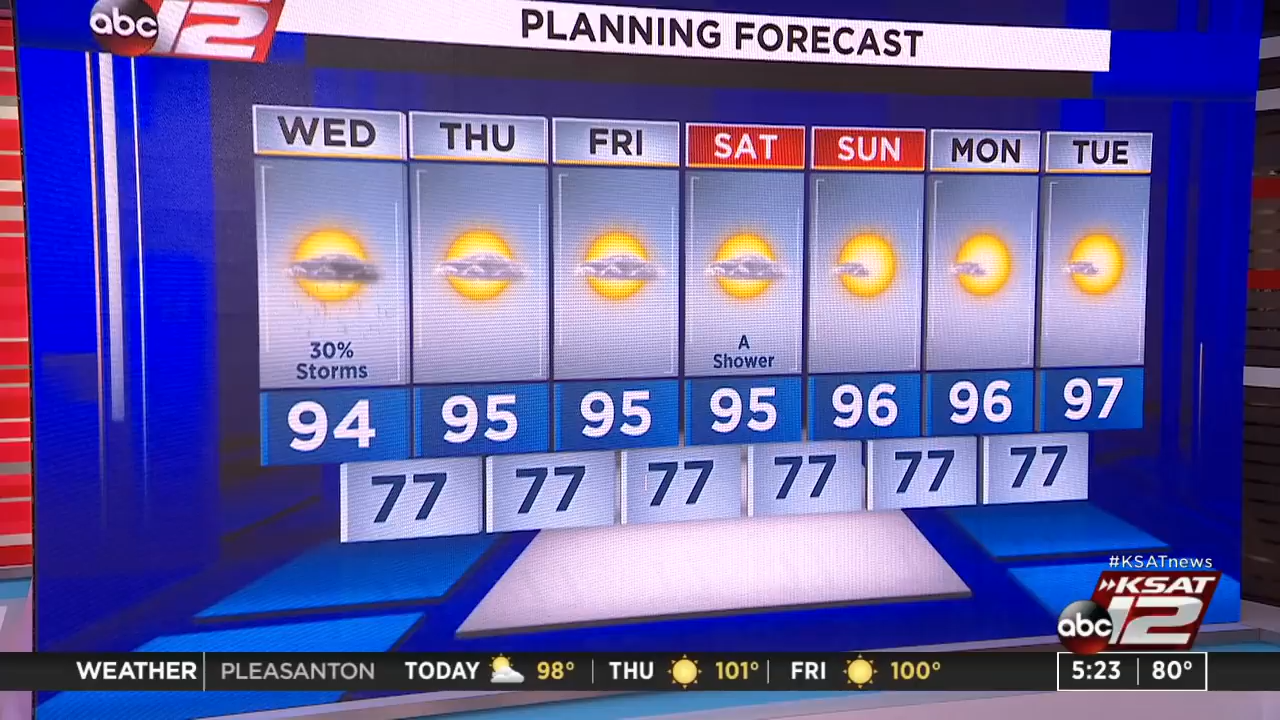 abc 12
PLANNING FORECAST
WED THU FRI SAT SUN MON TUE
30% Storms
A Shower
94 95 95 95 96 96 97
77 77 77 77 77 77
#KSATnews
KSAT
abc 12
WEATHER PLEASANTON TODAY 98° THU 101° FRI 100° 5:23 80°